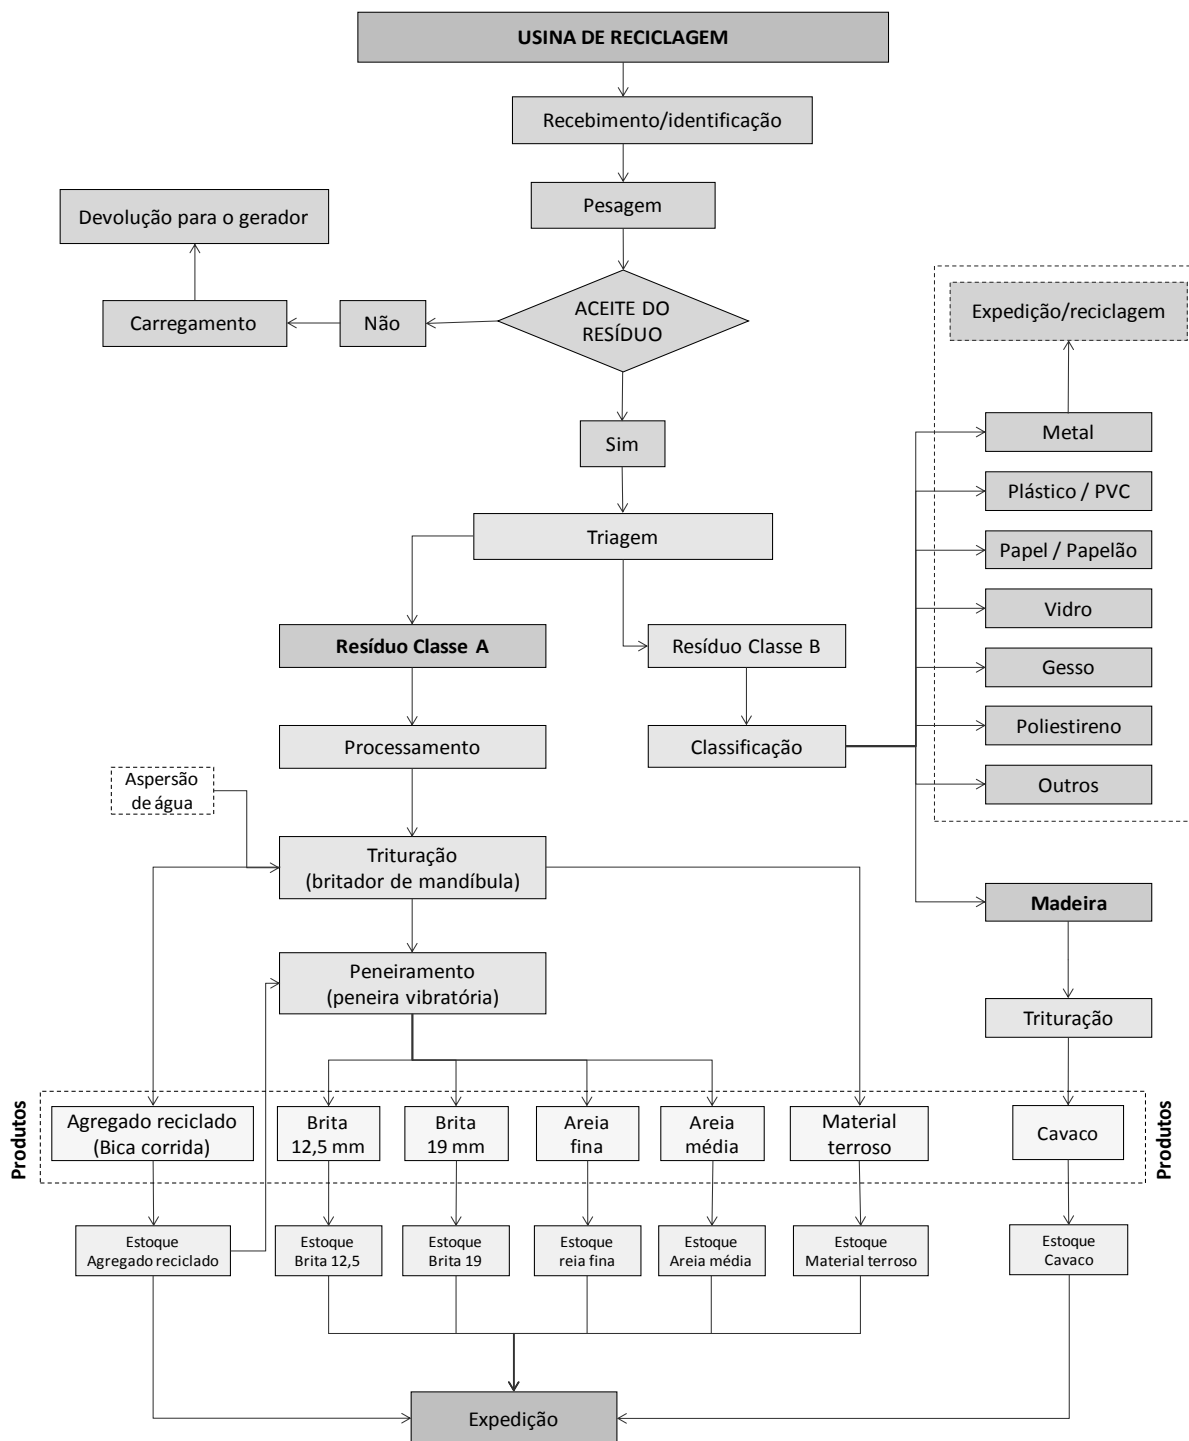 USINA DE RECICLAGEM
Recebimento/identificação
Pesagem
Devolução para o gerador
ACEITE DO
RESÍDUO
Não
Carregamento
Sim
Triagem
Expedição/reciclagem
Metal
Plástico / PVC
Papel / Papelão
Vidro
Gesso
Poliestireno
Outros
Resíduo Classe A
Resíduo Classe B
Processamento
Classificação
Aspersão
de água
Trituração
(britador de mandíbula)
Madeira
Peneiramento
(peneira vibratória)
Trituração
Produtos
Agregado reciclado
(Bica corrida)
Brita
12,5 mm
Brita
19 mm
Areia
fina
Areia
média
Material
terroso
Cavaco
Produtos
Estoque
Agregado reciclado
Estoque
Brita 12,5
Estoque
Brita 19
Estoque
reia fina
Estoque
Areia média
Estoque
Material terroso
Estoque
Cavaco
Expedição